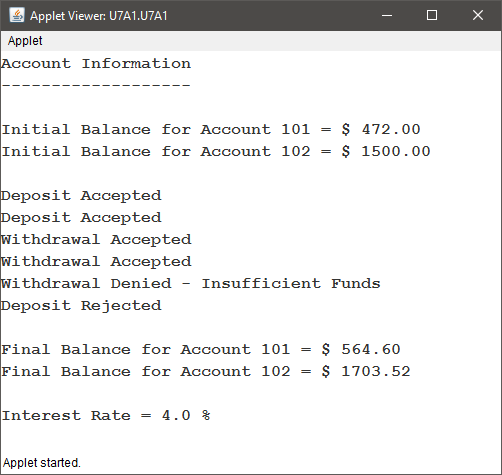 Applet Viewer: U7A1.U7A1
Applet
Account Information
-------------------
Initial Balance for Account 101 = $ 472.00
Initial Balance for Account 102 = $ 1500.00
Deposit Accepted
Deposit Accepted
Withdrawal Accepted
Withdrawal Accepted
Withdrawal Denied - Insufficient Funds
Deposit Rejected
Final Balance for Account 101 = $ 564.60
Final Balance for Account 102 = $ 1703.52
Interest Rate = 4.0 %
Applet started.